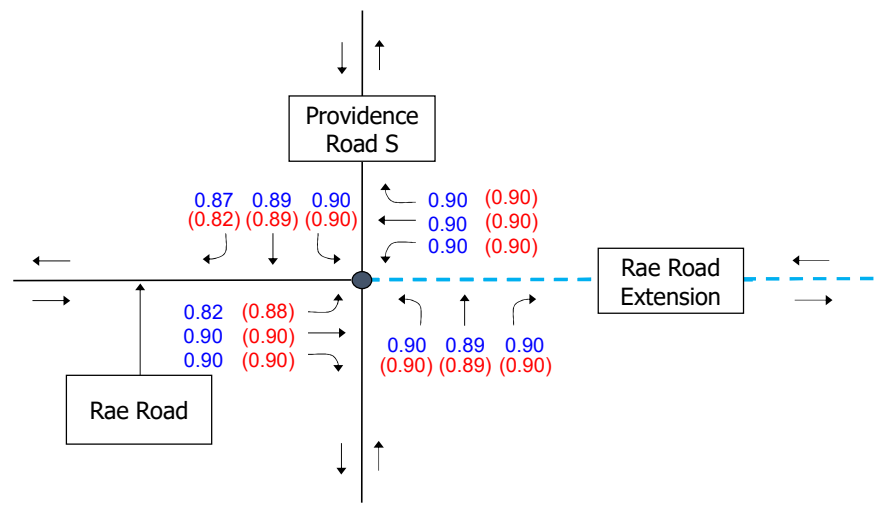 Providence
Road S
0.87 0.89 0.90
(0.82) (0.89) (0.90)
0.90 (0.90)
0.90 (0.90)
0.90 (0.90)
Rae Road
Extension
0.82 (0.88)
0.90 (0.90)
0.90 (0.90)
0.90 0.89 0.90
(0.90) (0.89) (0.90)
Rae Road